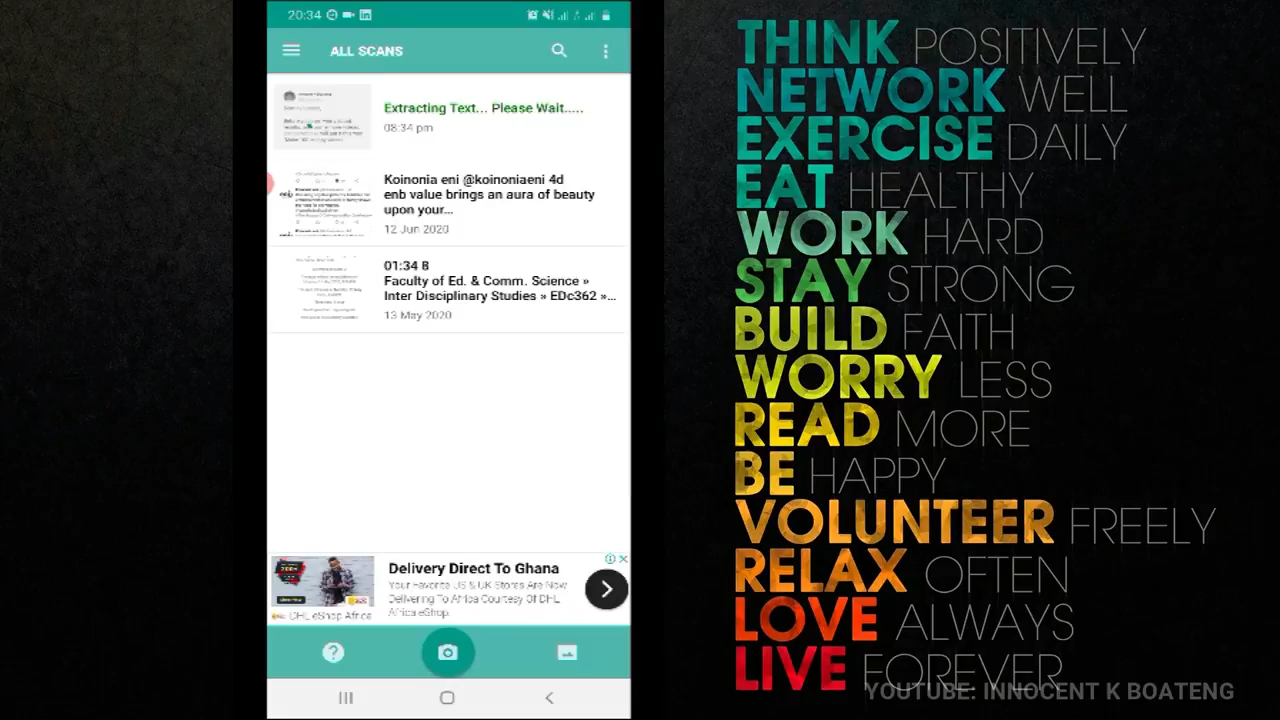 20:34
ALL SCANS
Extracting Text... Please Wait.....
08:34 pm
Koinonia eni @koinoniaeni 4d
enb value brings an aura of beauty
upon your...
12 Jun 2020
01:34 8
Faculty of Ed. & Comm. Science »
Inter Disciplinary Studies » EDc362 »...
13 May 2020
Delivery Direct To Ghana
Your Favorite US & UK Stores Are Now
Delivering To Africa Courtesy Of DHL
Africa eShop.
DHL eShop Africa
THINK POSITIVELY
NETWORK WELL
EXERCISE DAILY
EAT HEALTHY
WORK HARD
STAY STRONG
BUILD FAITH
WORRY LESS
READ MORE
BE HAPPY
VOLUNTEER FREELY
RELAX OFTEN
LOVE ALWAYS
LIVE FOREVER
YOUTUBE: INNOCENT K BOATENG